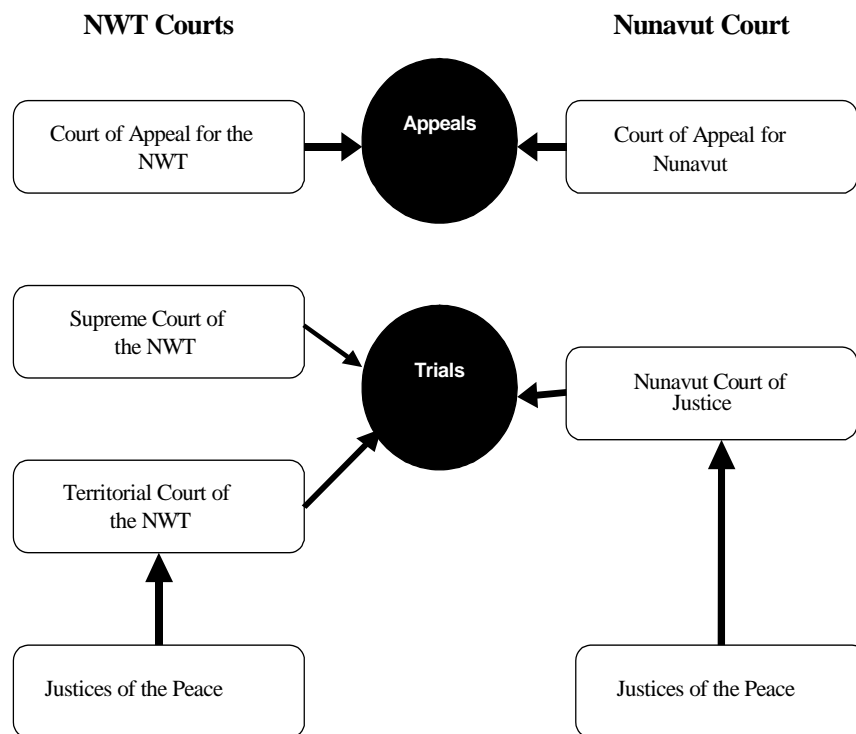 NWT Courts
Nunavut Court
Court of Appeal for the
NWT
Appeals
Court of Appeal for
Nunavut
Supreme Court of
the NWT
Trials
Nunavut Court of
Justice
Territorial Court of
the NWT
Justices of the Peace
Justices of the Peace